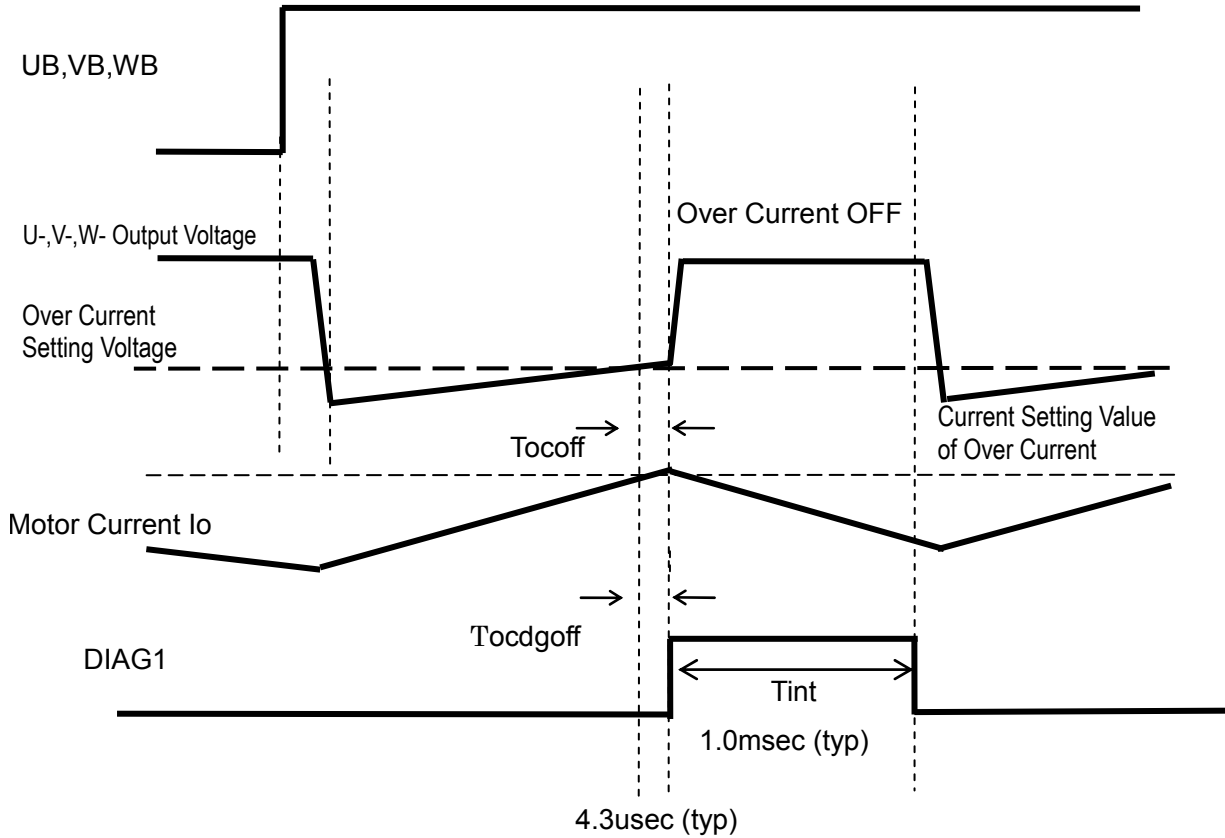 UB,VB,WB
Over Current OFF
U-,V-,W- Output Voltage
Over Current
Setting Voltage
Current Setting Value
of Over Current
Tocoff
Motor Current Io
Tocdgoff
DIAG1
Tint
1.0msec (typ)
4.3usec (typ)